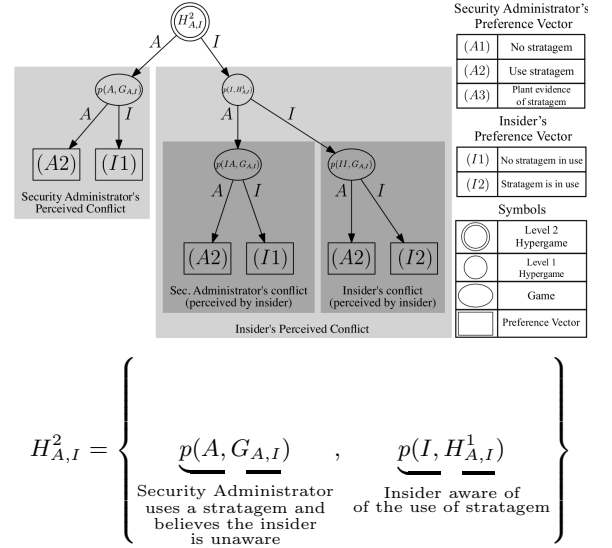 H²_{A,I}
A
I
p(A, G_{A,I})
p(I,H¹_{A,I})
A
I
A
I
(A2)
(I1)
Security Administrator's
Perceived Conflict
p(IA, G_{A,I})
p(II, G_{A,I})
A
I
A
I
(A2)
(I1)
(A2)
(I2)
Sec. Administrator's conflict
(perceived by insider)
Insider's conflict
(perceived by insider)
Insider's Perceived Conflict
Security Administrator's
Preference Vector
(A1) No stratagem
(A2) Use stratagem
(A3) Plant evidence
of stratagem
Insider's
Preference Vector
(I1) No stratagem in use
(I2) Stratagem is in use
Symbols
Level 2
Hypergame
Level 1
Hypergame
Game
Preference Vector
H²_{A,I} = { p(A, G_{A,I}) , p(I, H¹_{A,I}) }
Security Administrator
uses a stratagem and
believes the insider
is unaware
Insider aware of
of the use of stratagem